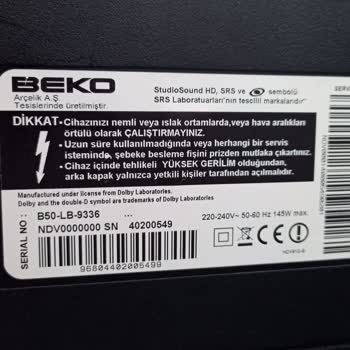 BEKO
Arçelik A.Ş.
Tesislerinde üretilmiştir.
StudioSound HD, SRS ve sembolü
SRS Laboratuarları'nın tescilli markalarıdır"
SERV
DİKKAT- • Cihazınızı nemli veya ıslak ortamlarda,veya hava aralıkları
örtülü olarak ÇALIŞTIRMAYINIZ.
• Uzun süre kullanılmadığında veya herhangi bir servis
isteminde, şebeke besleme fişini prizden mutlaka çıkartınız.
• Cihaz içinde tehlikeli YÜKSEK GERİLİM olduğundan,
arka kapak yalnızca yetkili kişiler tarafından açılmalıdır.
Manufactured under license from Dolby Laboratories.
Dolby and the double-D symbol are trademarks of Dolby Laboratories
SERIAL NO :
B50-LB-9336 ...
NDV0000000 SN 40200549
96804402005499
220-240V~ 50-60 Hz 145W max.